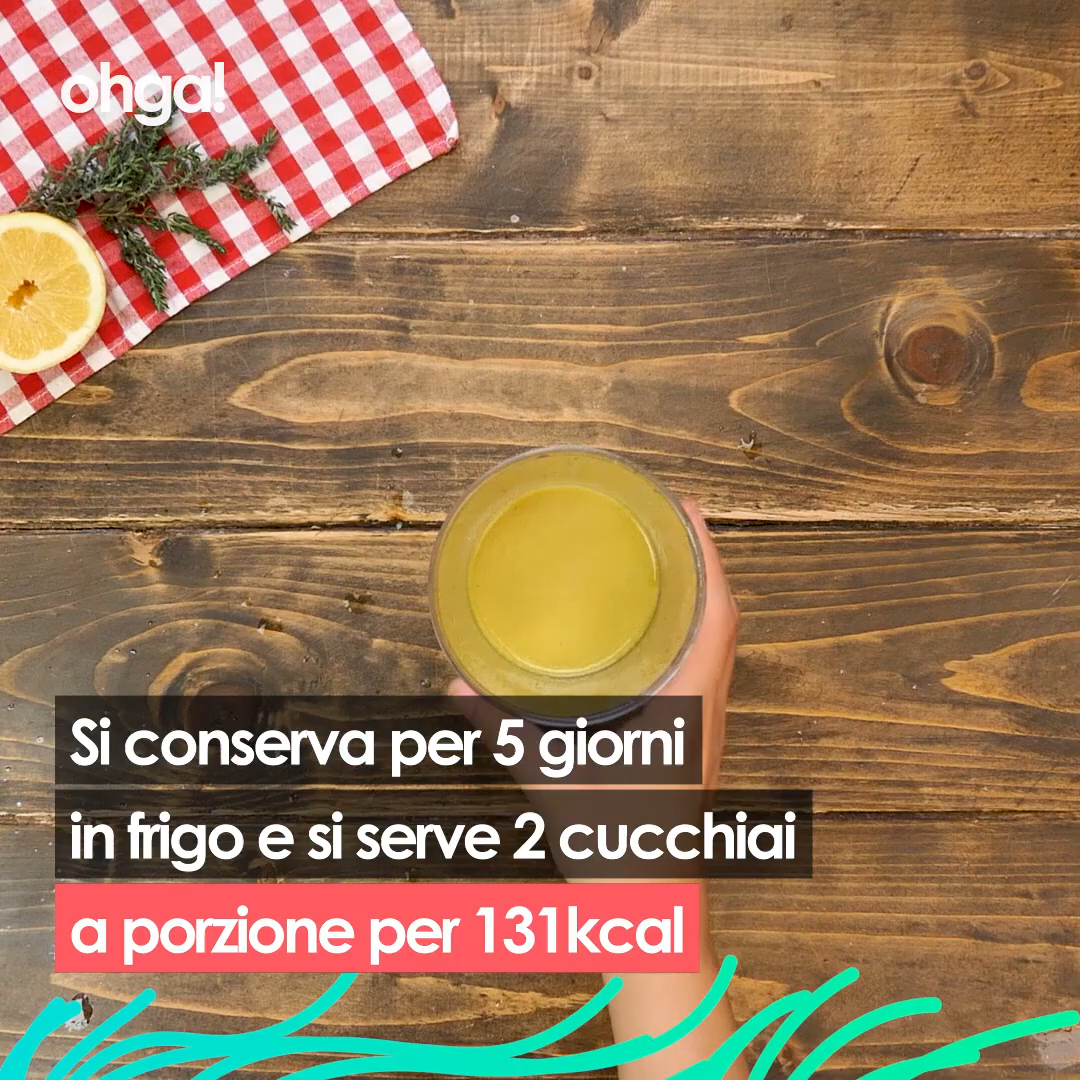 ohga!
Si conserva per 5 giorni
in frigo e si serve 2 cucchiai
a porzione per 131kcal